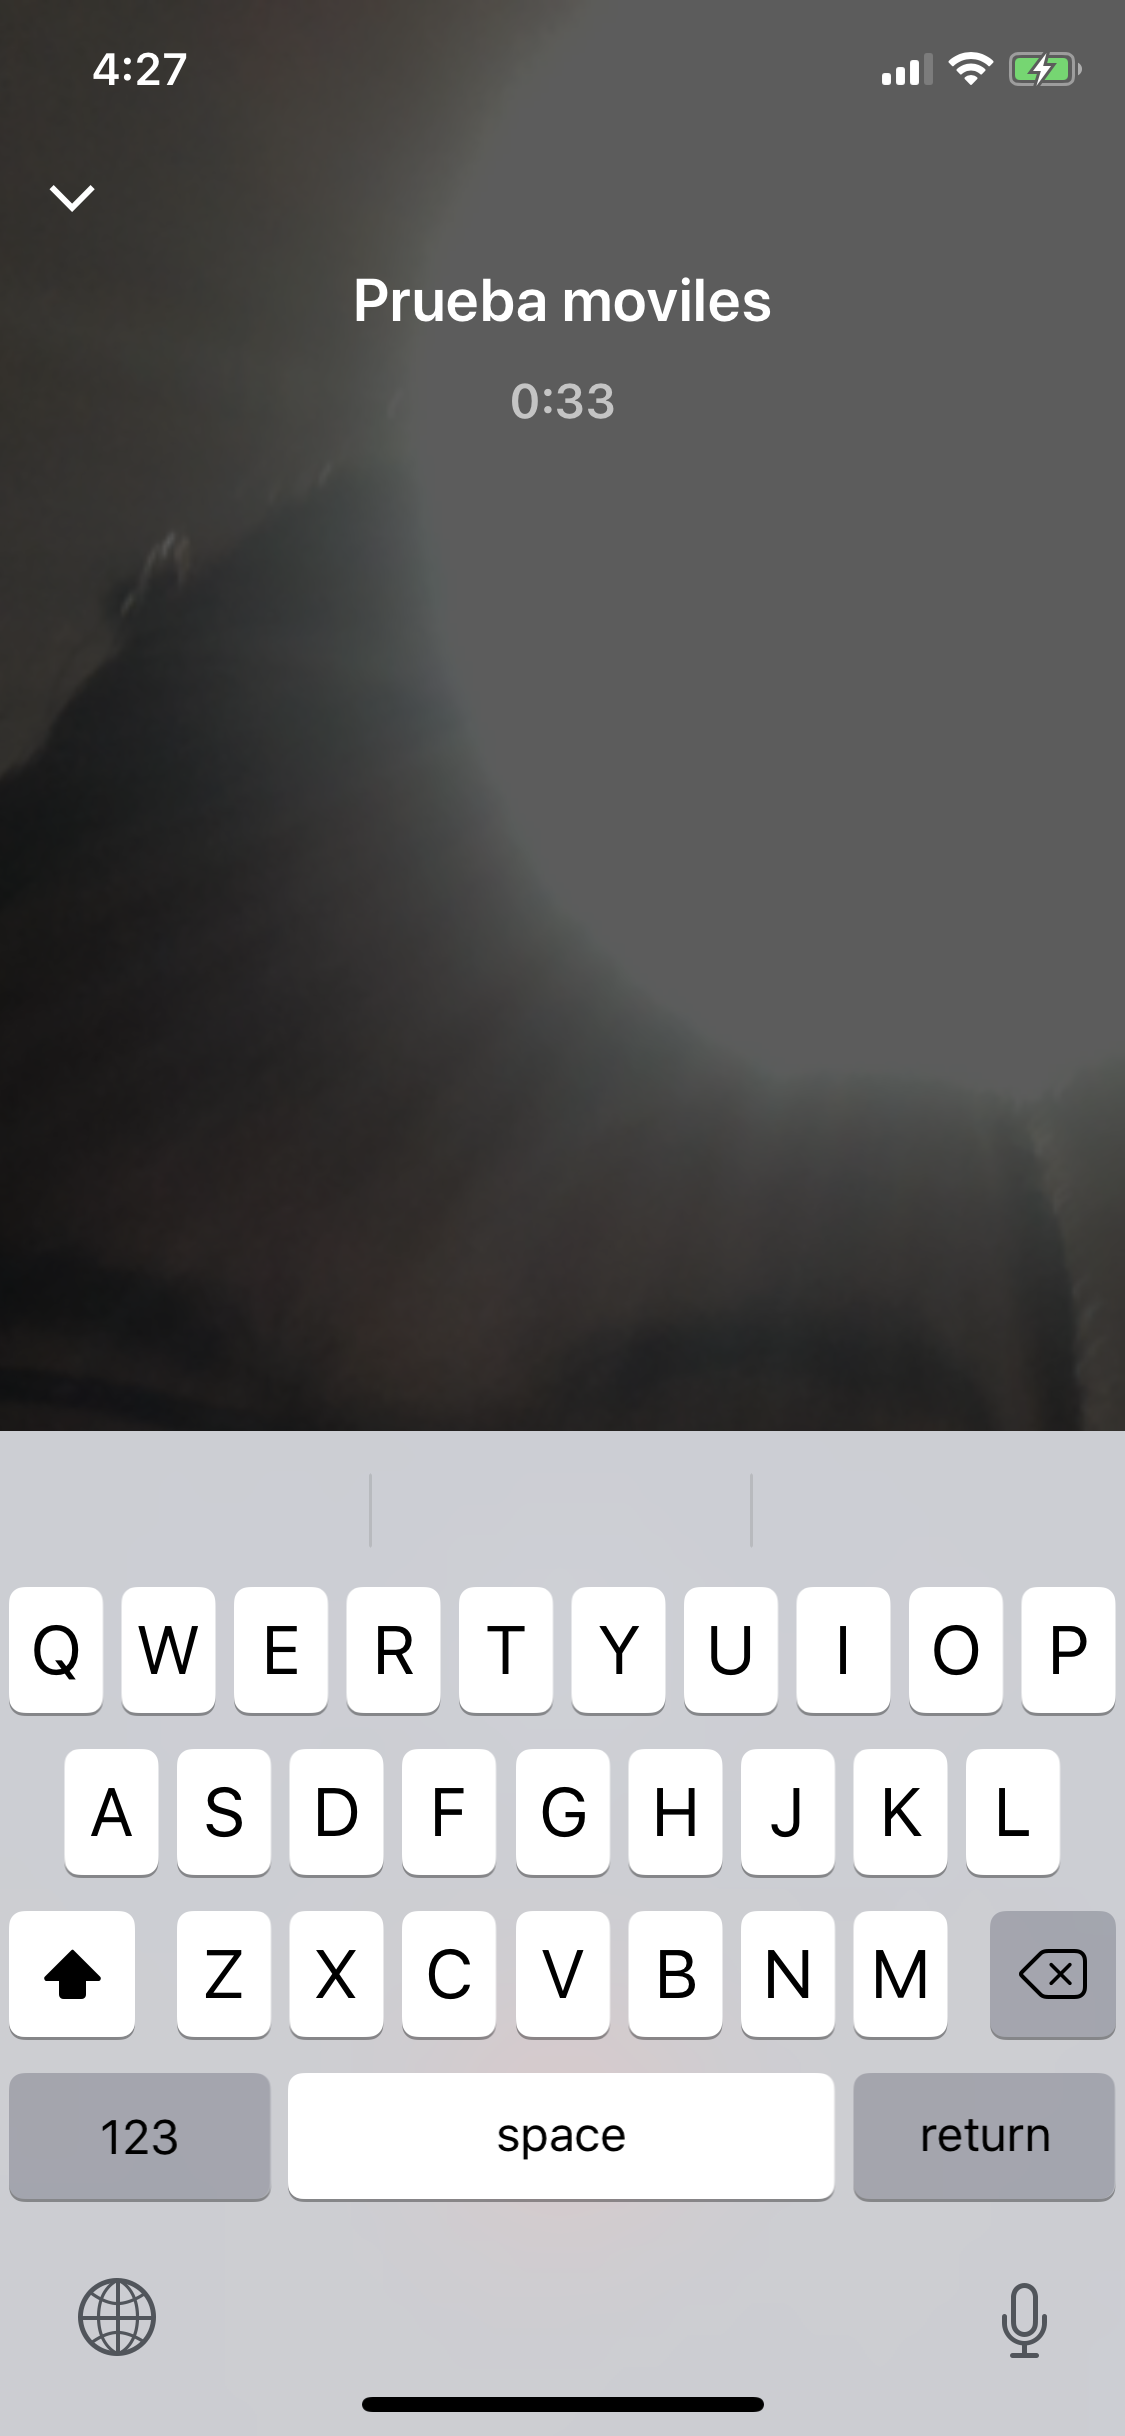 4:27
Prueba moviles
0:33
Q W E R T Y U I O P
A S D F G H J K L
Z X C V B N M
123 space return